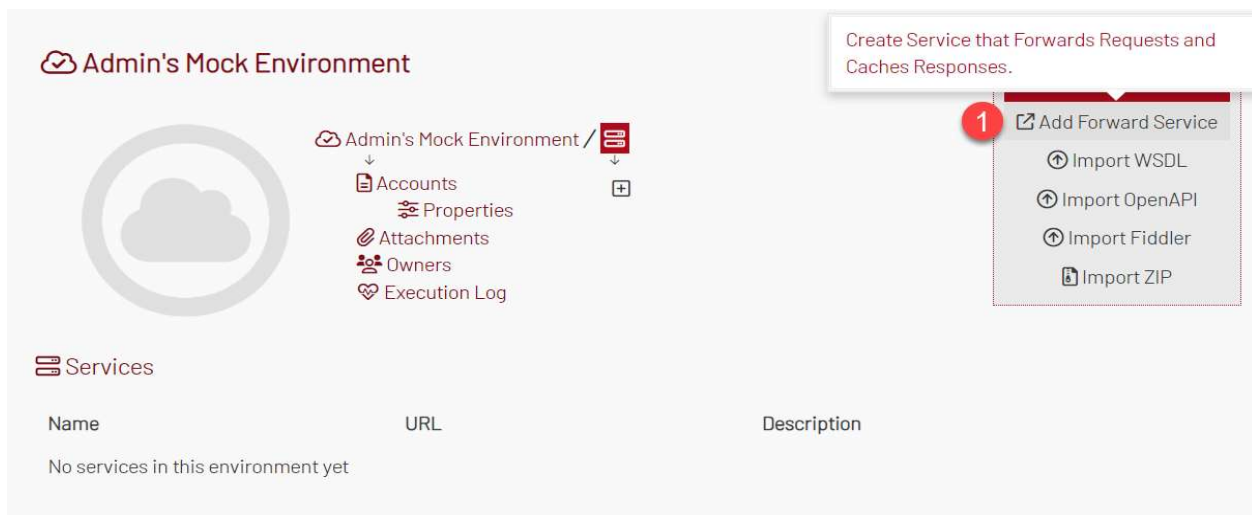 Admin's Mock Environment
Create Service that Forwards Requests and
Caches Responses.
1
Add Forward Service
Import WSDL
Import OpenAPI
Import Fiddler
Import ZIP
Admin's Mock Environment /
Accounts
Properties
Attachments
Owners
Execution Log
Services
Name URL Description
No services in this environment yet